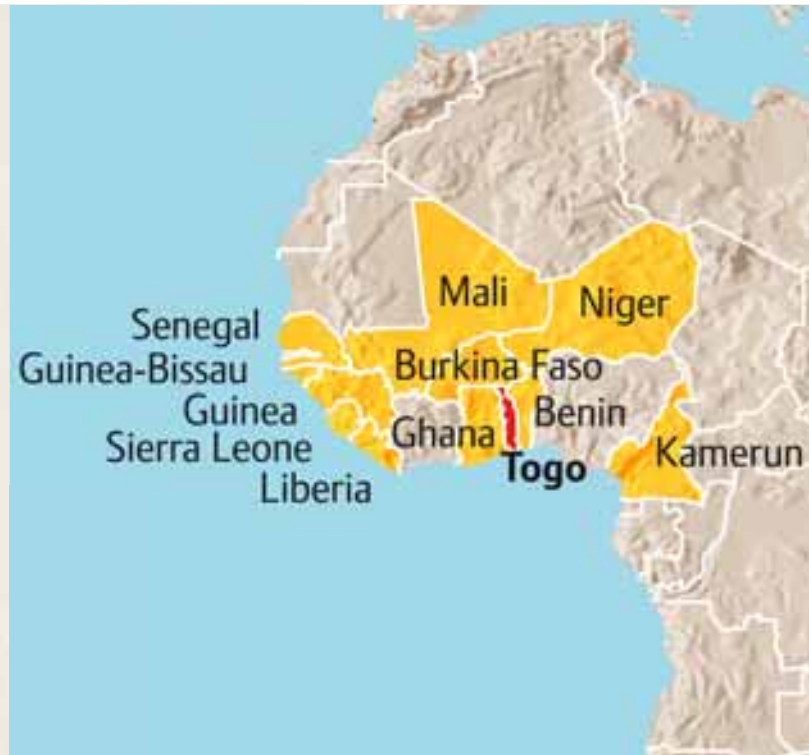 Mali
Niger
Senegal
Guinea-Bissau
Burkina Faso
Guinea
Ghana
Benin
Sierra Leone
Togo
Kamerun
Liberia